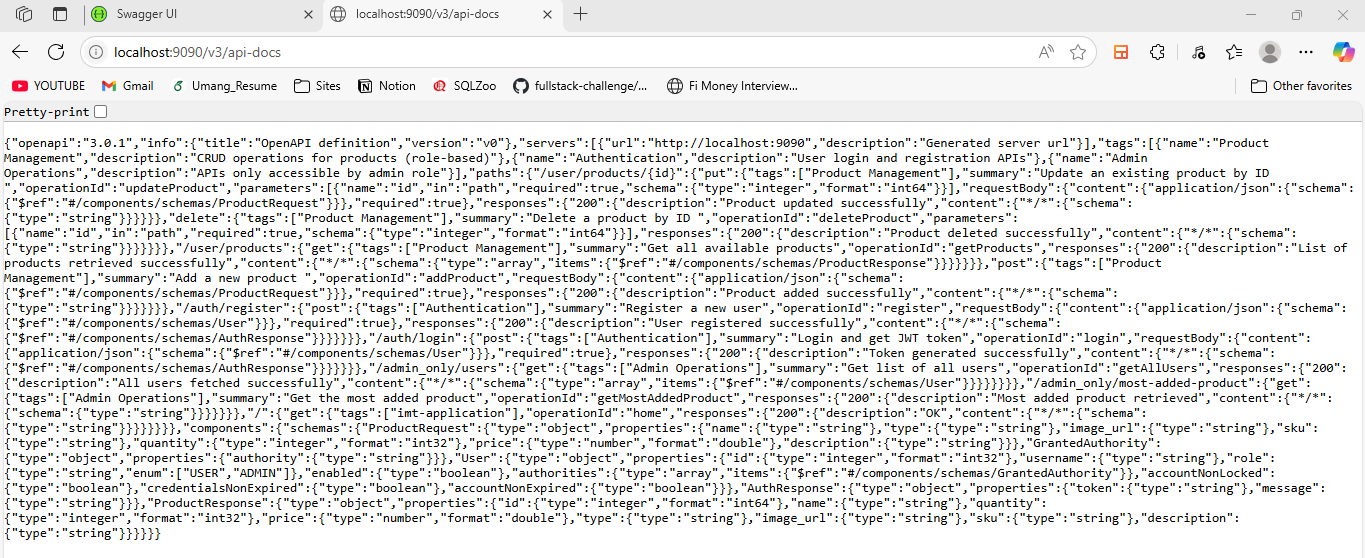 Swagger UI
localhost:9090/v3/api-docs
localhost:9090/v3/api-docs
YOUTUBE Gmail Umang_Resume Sites Notion SQLZoo fullstack-challenge/... Fi Money Interview... Other favorites
Pretty-print
{"openapi":"3.0.1","info":{"title":"OpenAPI definition","version":"v0"},"servers":[{"url":"http://localhost:9090","description":"Generated server url"}],"tags":[{"name":"Product
Management","description":"CRUD operations for products (role-based)"},{"name":"Authentication","description":"User login and registration APIs"},{"name":"Admin
Operations","description":"APIs only accessible by admin role"}],"paths":{"/user/products/{id}":{"put":{"tags":["Product Management"],"summary":"Update an existing product by ID
","operationId":"updateProduct","parameters":[{"name":"id","in":"path","required":true,"schema":{"type":"integer","format":"int64"}}],"requestBody":{"content":{"application/json":{"schema":
{"$ref":"#/components/schemas/ProductRequest"}}},"required":true},"responses":{"200":{"description":"Product updated successfully","content":{"*/*":{"schema":
{"type":"string"}}}}}},"delete":{"tags":["Product Management"],"summary":"Delete a product by ID ","operationId":"deleteProduct","parameters":
[{"name":"id","in":"path","required":true,"schema":{"type":"integer","format":"int64"}}],"responses":{"200":{"description":"Product deleted successfully","content":{"*/*":{"schema":
{"type":"string"}}}}}}},"/user/products":{"get":{"tags":["Product Management"],"summary":"Get all available products","operationId":"getProducts","responses":{"200":{"description":"List of
products retrieved successfully","content":{"*/*":{"schema":{"type":"array","items":{"$ref":"#/components/schemas/ProductResponse"}}}}}}},"post":{"tags":["Product
Management"],"summary":"Add a new product ","operationId":"addProduct","requestBody":{"content":{"application/json":{"schema":
{"$ref":"#/components/schemas/ProductRequest"}}},"required":true},"responses":{"200":{"description":"Product added successfully","content":{"*/*":{"schema":
{"type":"string"}}}}}}},"/auth/register":{"post":{"tags":["Authentication"],"summary":"Register a new user","operationId":"register","requestBody":{"content":{"application/json":{"schema":
{"$ref":"#/components/schemas/User"}}},"required":true},"responses":{"200":{"description":"User registered successfully","content":{"*/*":{"schema":
{"$ref":"#/components/schemas/AuthResponse"}}}}}}},"/auth/login":{"post":{"tags":["Authentication"],"summary":"Login and get JWT token","operationId":"login","requestBody":{"content":
{"application/json":{"schema":{"$ref":"#/components/schemas/User"}}},"required":true},"responses":{"200":{"description":"Token generated successfully","content":{"*/*":{"schema":
{"$ref":"#/components/schemas/AuthResponse"}}}}}}},"/admin_only/users":{"get":{"tags":["Admin Operations"],"summary":"Get list of all users","operationId":"getAllUsers","responses":{"200":
{"description":"All users fetched successfully","content":{"*/*":{"schema":{"type":"array","items":{"$ref":"#/components/schemas/User"}}}}}}}},"/admin_only/most-added-product":{"get":
{"tags":["Admin Operations"],"summary":"Get the most added product","operationId":"getMostAddedProduct","responses":{"200":{"description":"Most added product retrieved","content":{"*/*":
{"schema":{"type":"string"}}}}}}},"/":{"get":{"tags":["imt-application"],"operationId":"home","responses":{"200":{"description":"OK","content":{"*/*":{"schema":
{"type":"string"}}}}}}}},"components":{"schemas":{"ProductRequest":{"type":"object","properties":{"name":{"type":"string"},"type":{"type":"string"},"image_url":{"type":"string"},"sku":
{"type":"string"},"quantity":{"type":"integer","format":"int32"},"price":{"type":"number","format":"double"},"description":{"type":"string"}}},"GrantedAuthority":
{"type":"object","properties":{"authority":{"type":"string"}}},"User":{"type":"object","properties":{"id":{"type":"integer","format":"int32"},"username":{"type":"string"},"role":
{"type":"string","enum":["USER","ADMIN"]},"enabled":{"type":"boolean"},"authorities":{"type":"array","items":{"$ref":"#/components/schemas/GrantedAuthority"}},"accountNonLocked":
{"type":"boolean"},"credentialsNonExpired":{"type":"boolean"},"accountNonExpired":{"type":"boolean"}}},"AuthResponse":{"type":"object","properties":{"token":{"type":"string"},"message":
{"type":"string"}}},"ProductResponse":{"type":"object","properties":{"id":{"type":"integer","format":"int64"},"name":{"type":"string"},"quantity":
{"type":"integer","format":"int32"},"price":{"type":"number","format":"double"},"type":{"type":"string"},"image_url":{"type":"string"},"sku":{"type":"string"},"description":
{"type":"string"}}}}}}